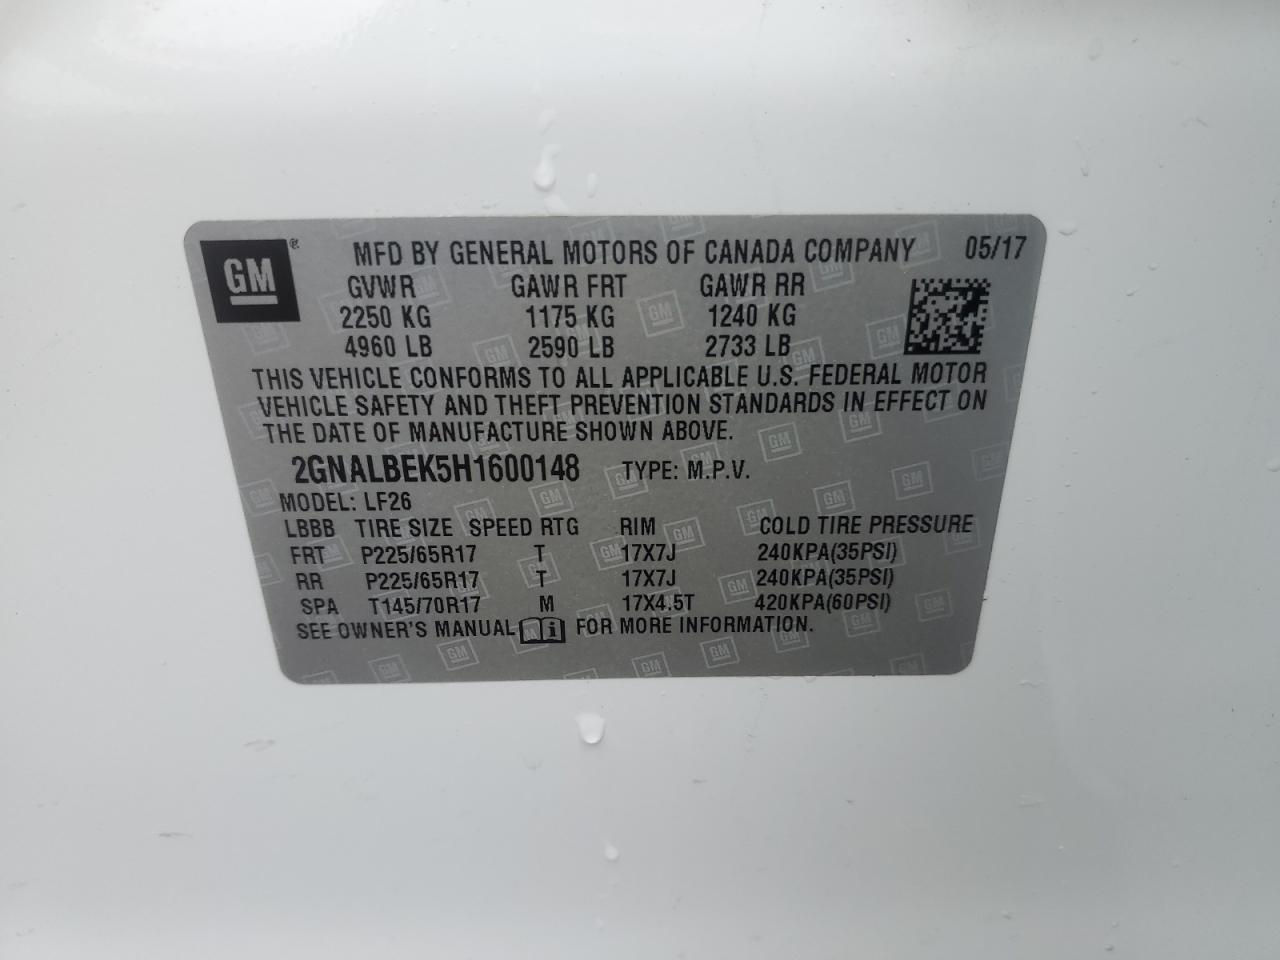 GM ® MFD BY GENERAL MOTORS OF CANADA COMPANY 05/17
GVWR GAWR FRT GAWR RR
2250 KG 1175 KG 1240 KG
4960 LB 2590 LB 2733 LB
THIS VEHICLE CONFORMS TO ALL APPLICABLE U.S. FEDERAL MOTOR
VEHICLE SAFETY AND THEFT PREVENTION STANDARDS IN EFFECT ON
THE DATE OF MANUFACTURE SHOWN ABOVE.
2GNALBEK5H1600148 TYPE: M.P.V.
MODEL: LF26
LBBB TIRE SIZE SPEED RTG RIM COLD TIRE PRESSURE
FRT P225/65R17 T 17X7J 240KPA(35PSI)
RR P225/65R17 T 17X7J 240KPA(35PSI)
SPA T145/70R17 M 17X4.5T 420KPA(60PSI)
SEE OWNER'S MANUAL i FOR MORE INFORMATION.